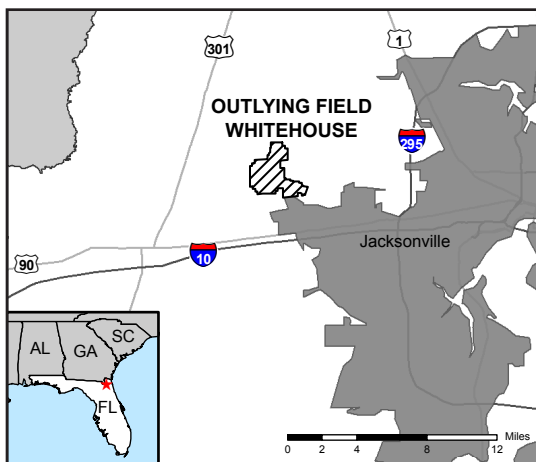 301
1
OUTLYING FIELD
WHITEHOUSE
295
Jacksonville
10
90
SC
AL
GA
FL
Miles
0 2 4 8 12